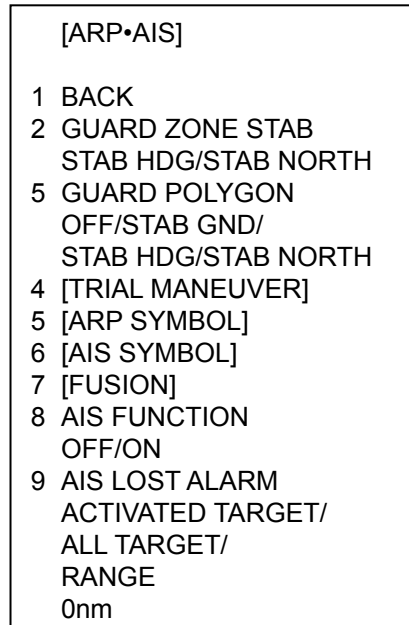 [ARP•AIS]
1 BACK
2 GUARD ZONE STAB
STAB HDG/STAB NORTH
5 GUARD POLYGON
OFF/STAB GND/
STAB HDG/STAB NORTH
4 [TRIAL MANEUVER]
5 [ARP SYMBOL]
6 [AIS SYMBOL]
7 [FUSION]
8 AIS FUNCTION
OFF/ON
9 AIS LOST ALARM
ACTIVATED TARGET/
ALL TARGET/
RANGE
0nm